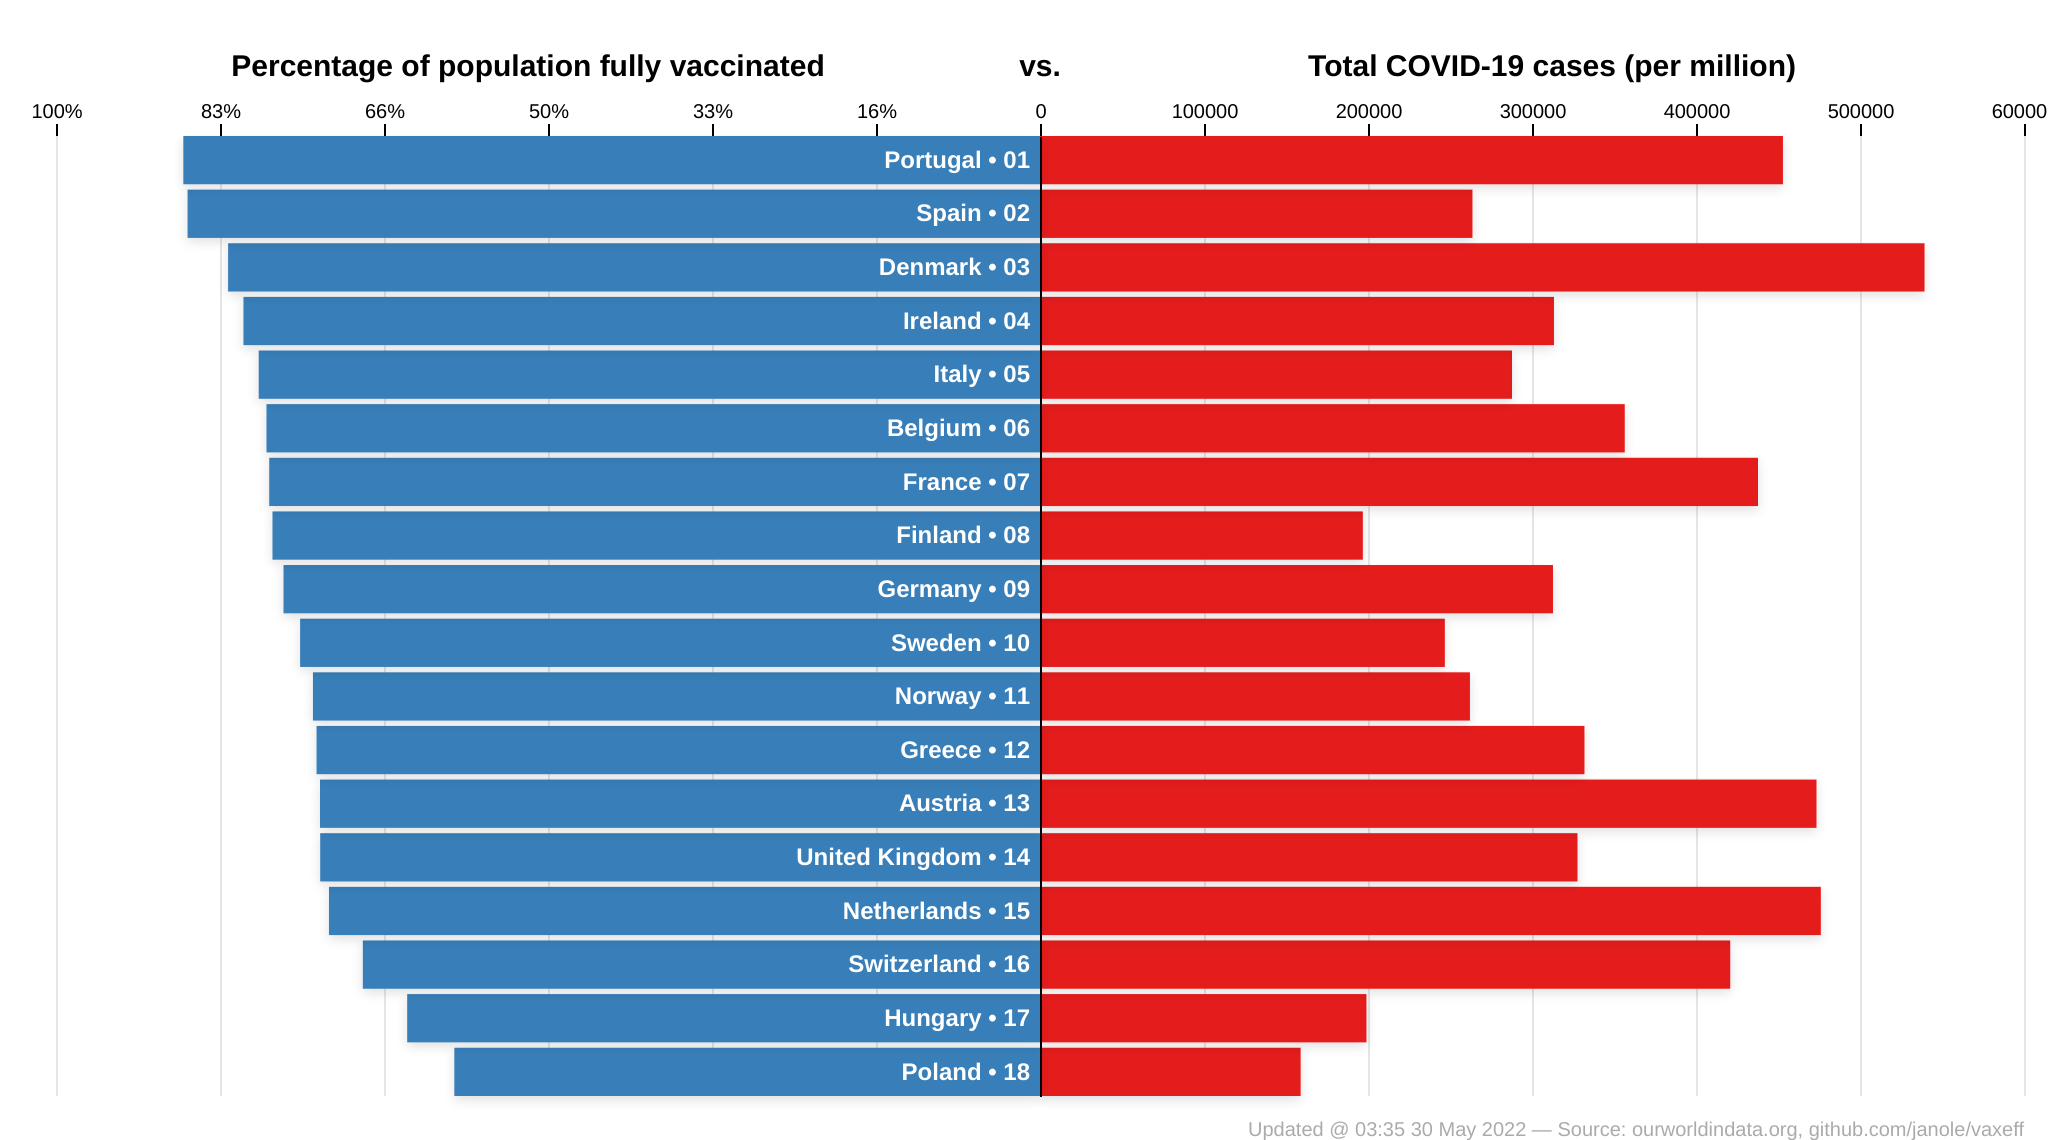 Percentage of population fully vaccinated vs. Total COVID-19 cases (per million)
100% 83% 66% 50% 33% 16% 0 100000 200000 300000 400000 500000 60000
Portugal • 01
Spain • 02
Denmark • 03
Ireland • 04
Italy • 05
Belgium • 06
France • 07
Finland • 08
Germany • 09
Sweden • 10
Norway • 11
Greece • 12
Austria • 13
United Kingdom • 14
Netherlands • 15
Switzerland • 16
Hungary • 17
Poland • 18
Updated @ 03:35 30 May 2022 — Source: ourworldindata.org, github.com/janole/vaxeff